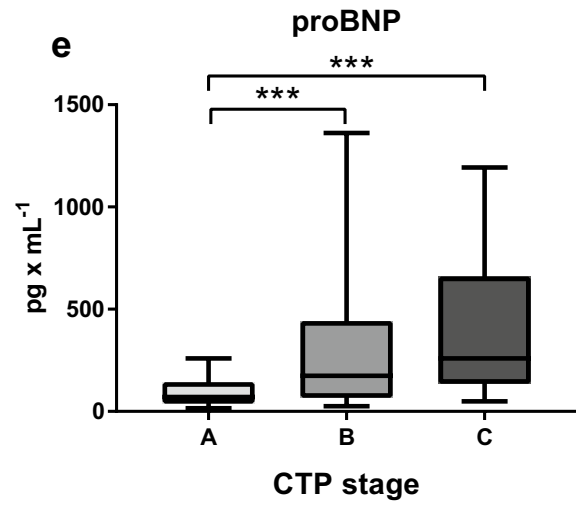 e
proBNP
***
***
1500
1000
500
0
pg x mL⁻¹
A B C
CTP stage